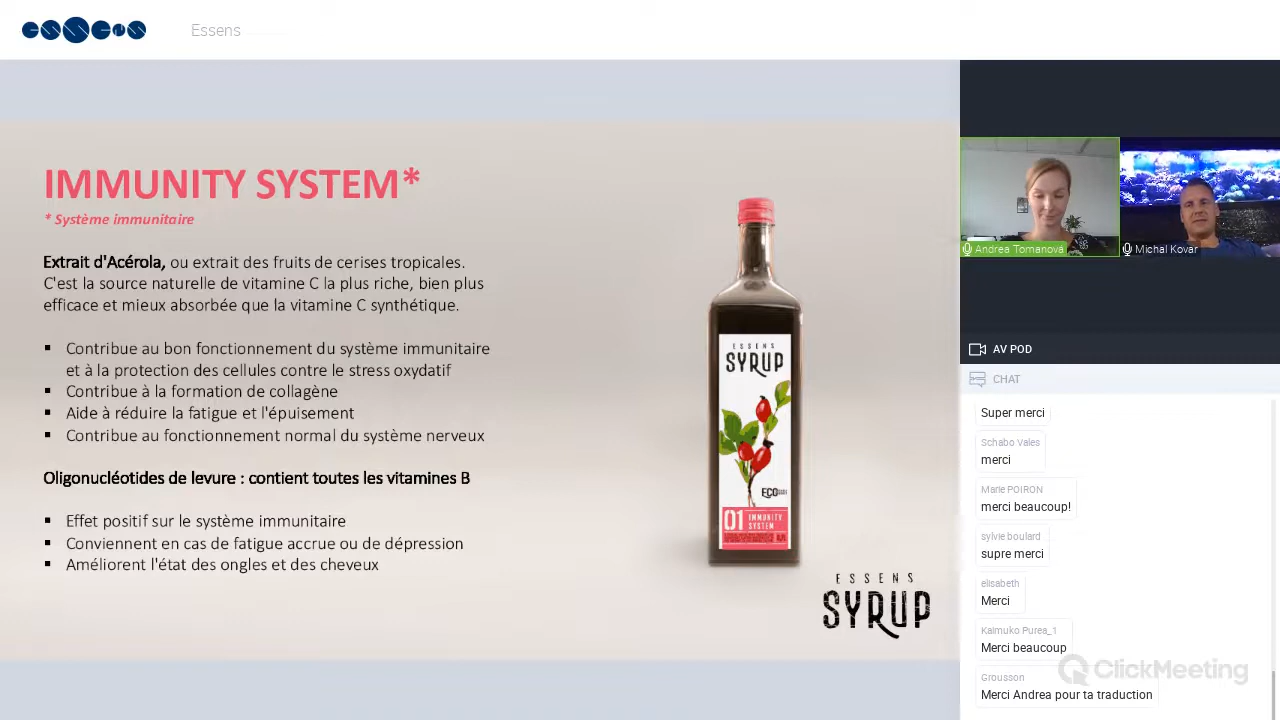 essens
Essens
IMMUNITY SYSTEM*
* Système immunitaire
Extrait d'Acérola, ou extrait des fruits de cerises tropicales.
C'est la source naturelle de vitamine C la plus riche, bien plus
efficace et mieux absorbée que la vitamine C synthétique.
▪ Contribue au bon fonctionnement du système immunitaire
et à la protection des cellules contre le stress oxydatif
▪ Contribue à la formation de collagène
▪ Aide à réduire la fatigue et l'épuisement
▪ Contribue au fonctionnement normal du système nerveux
Oligonucléotides de levure : contient toutes les vitamines B
▪ Effet positif sur le système immunitaire
▪ Conviennent en cas de fatigue accrue ou de dépression
▪ Améliorent l'état des ongles et des cheveux
ESSENS
SYRUP
ECO
01 IMMUNITY
SYSTEM
ESSENS
SYRUP
Andrea Tomanová
Michal Kovar
AV POD
CHAT
Super merci
Schabo Vales
merci
Marie POIRON
merci beaucoup!
sylvie boulard
supre merci
elisabeth
Merci
Kaimuko Purea_1
Merci beaucoup
Grousson
Merci Andrea pour ta traduction
ClickMeeting